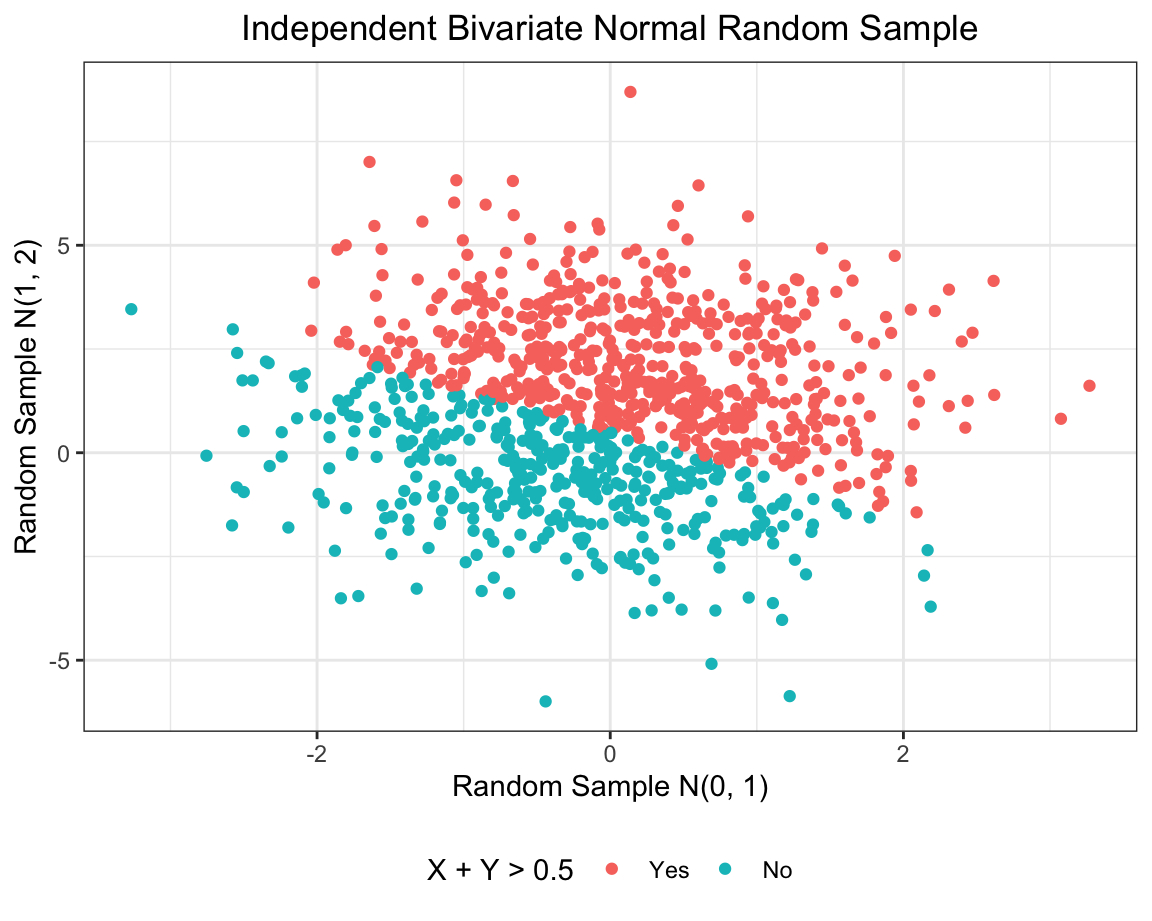 Independent Bivariate Normal Random Sample
Random Sample N(1, 2)
5
0
-5
-2 0 2
Random Sample N(0, 1)
X + Y > 0.5 Yes No